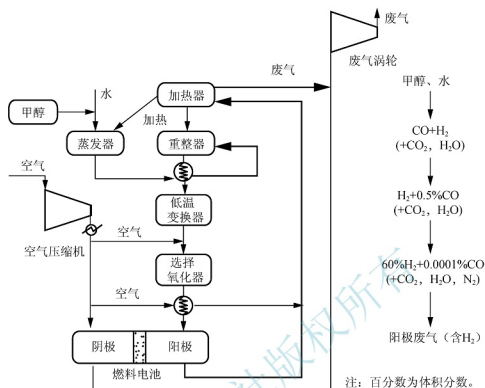 废气
废气
废气涡轮
水
加热器
甲醇
加热
蒸发器
重整器
空气
低温
变换器
空气压缩机
空气
选择
氧化器
空气
阴极
阳极
燃料电池
甲醇、水
CO+H₂
(+CO₂, H₂O)
H₂+0.5%CO
(+CO₂, H₂O)
60%H₂+0.0001%CO
(+CO₂, H₂O, N₂)
阳极废气（含H₂）
注：百分数为体积分数。
版权所有